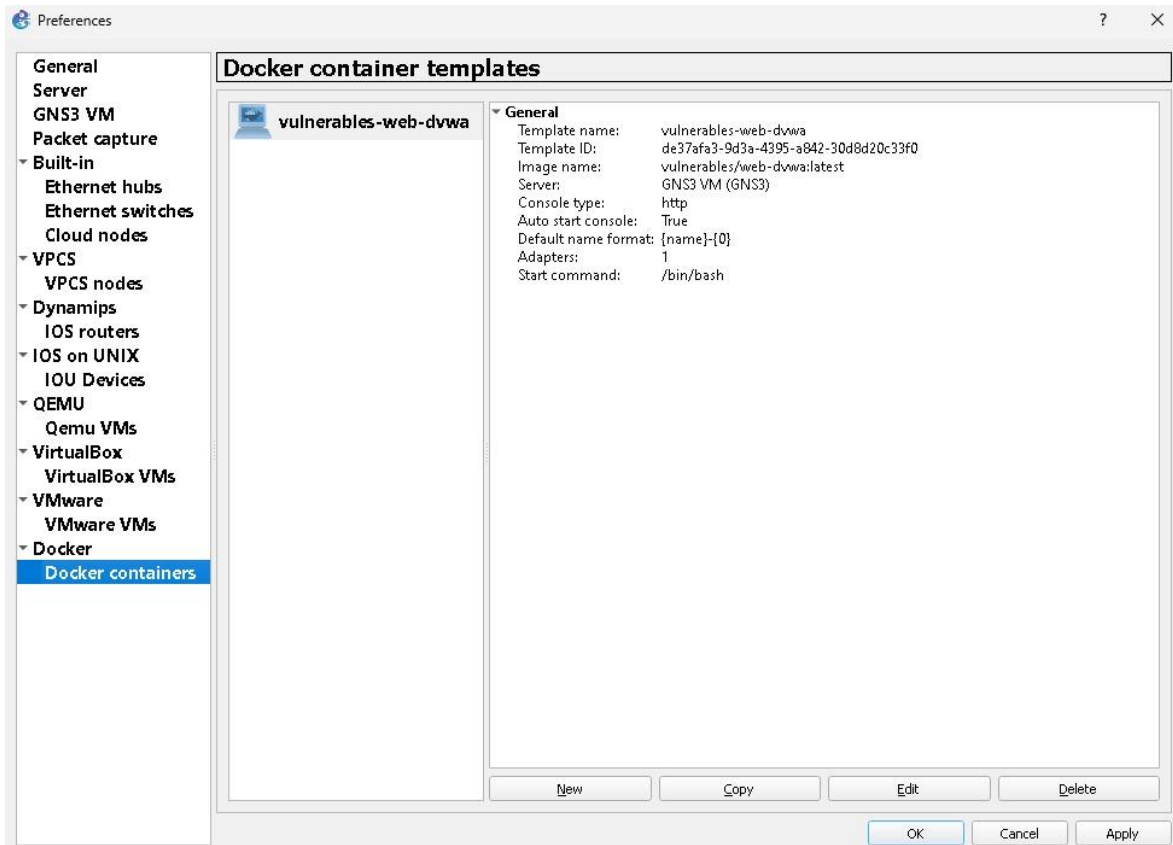 Preferences
?
General
Server
GNS3 VM
Packet capture
Built-in
Ethernet hubs
Ethernet switches
Cloud nodes
VPCS
VPCS nodes
Dynamips
IOS routers
IOS on UNIX
IOU Devices
QEMU
Qemu VMs
VirtualBox
VirtualBox VMs
VMware
VMware VMs
Docker
Docker containers
Docker container templates
vulnerables-web-dvwa
General
Template name: vulnerables-web-dvwa
Template ID: de37afa3-9d3a-4395-a842-30d8d20c33f0
Image name: vulnerables/web-dvwa:latest
Server: GNS3 VM (GNS3)
Console type: http
Auto start console: True
Default name format: {name}-{0}
Adapters: 1
Start command: /bin/bash
New Copy Edit Delete
OK Cancel Apply